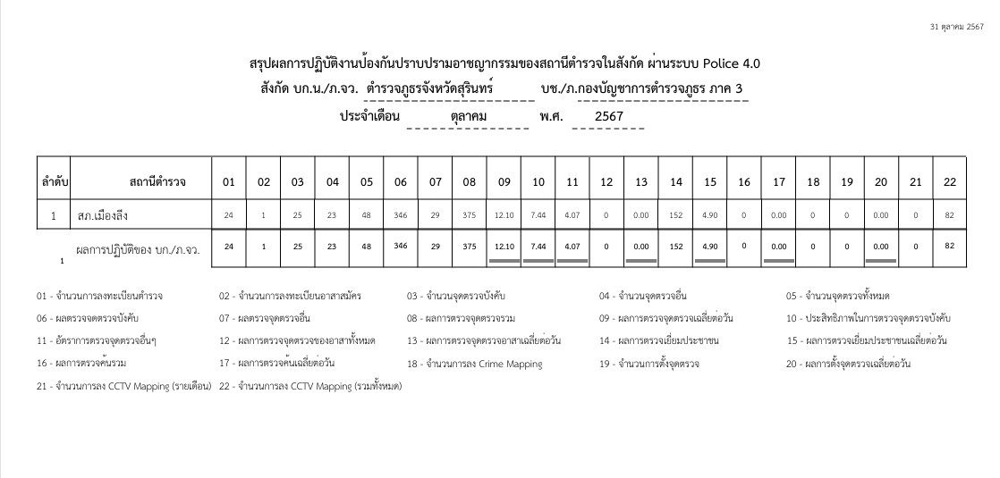 31 ตุลาคม 2567
สรุปผลการปฏิบัติงานป้องกันปราบปรามอาชญากรรมของสถานีตำรวจในสังกัด ผ่านระบบ Police 4.0
สังกัด บก.น./ภ.จว. ตำรวจภูธรจังหวัดสุรินทร์ บช./ภ.กองบัญชาการตำรวจภูธร ภาค 3
ประจำเดือน ตุลาคม พ.ศ. 2567
ลำดับ สถานีตำรวจ 01 02 03 04 05 06 07 08 09 10 11 12 13 14 15 16 17 18 19 20 21 22
1 สภ.เมืองลีง 24 1 25 23 48 346 29 375 12.10 7.44 4.07 0 0.00 152 4.90 0 0.00 0 0 0.00 0 82
1 ผลการปฏิบัติของ บก./ภ.จว. 24 1 25 23 48 346 29 375 12.10 7.44 4.07 0 0.00 152 4.90 0 0.00 0 0 0.00 0 82
01 - จำนวนการลงทะเบียนตำรวจ 02 - จำนวนการลงทะเบียนอาสาสมัคร 03 - จำนวนจุดตรวจบังคับ 04 - จำนวนจุดตรวจอื่น 05 - จำนวนจุดตรวจทั้งหมด
06 - ผลตรวจจดตรวจบังคับ 07 - ผลตรวจจุดตรวจอื่น 08 - ผลการตรวจจุดตรวจรวม 09 - ผลการตรวจจุดตรวจเฉลี่ยต่อวัน 10 - ประสิทธิภาพในการตรวจจุดตรวจบังคับ
11 - อัตราการตรวจจุดตรวจอื่นๆ 12 - ผลการตรวจจุดตรวจของอาสาทั้งหมด 13 - ผลการตรวจจุดตรวจอาสาเฉลี่ยต่อวัน 14 - ผลการตรวจเยี่ยมประชาชน 15 - ผลการตรวจเยี่ยมประชาชนเฉลี่ยต่อวัน
16 - ผลการตรวจค้นรวม 17 - ผลการตรวจค้นเฉลี่ยต่อวัน 18 - จำนวนการลง Crime Mapping 19 - จำนวนการตั้งจุดตรวจ 20 - ผลการตั้งจุดตรวจเฉลี่ยต่อวัน
21 - จำนวนการลง CCTV Mapping (รายเดือน) 22 - จำนวนการลง CCTV Mapping (รวมทั้งหมด)